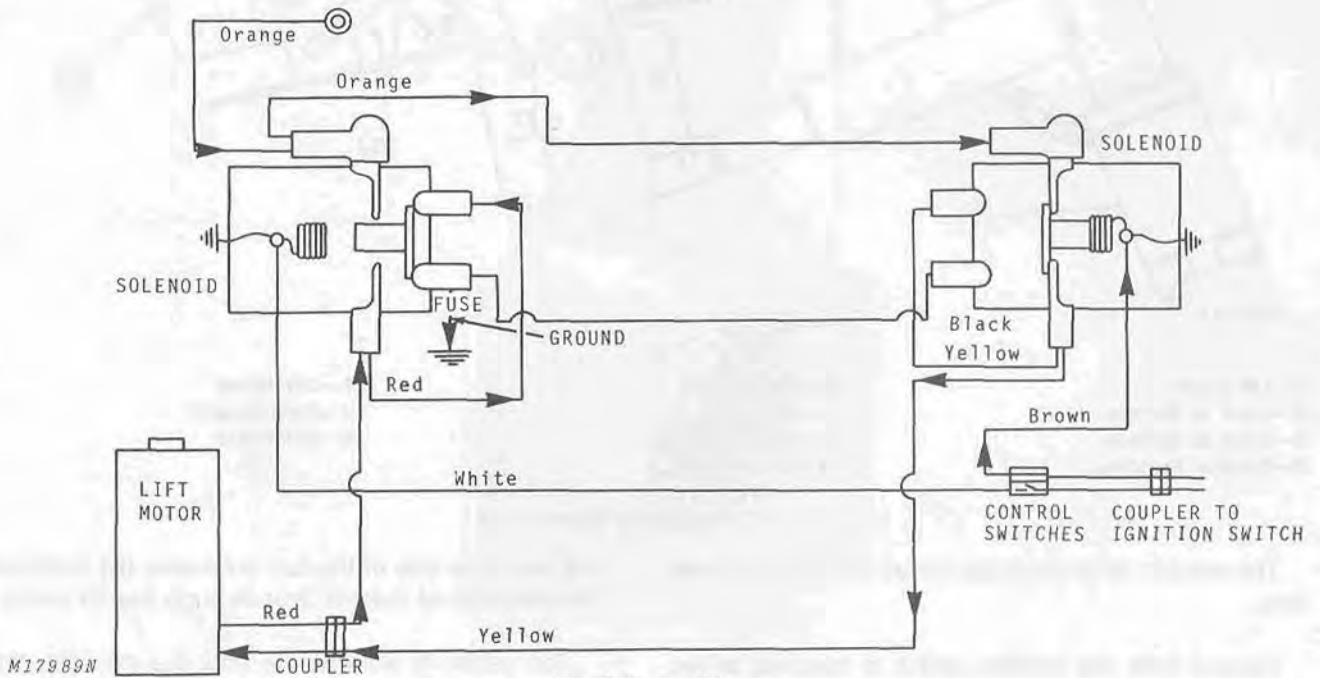 Orange
Orange
SOLENOID
SOLENOID
FUSE
GROUND
Black
Yellow
Red
Brown
White
LIFT
MOTOR
CONTROL
SWITCHES
COUPLER TO
IGNITION SWITCH
Red
Yellow
COUPLER
M17989N